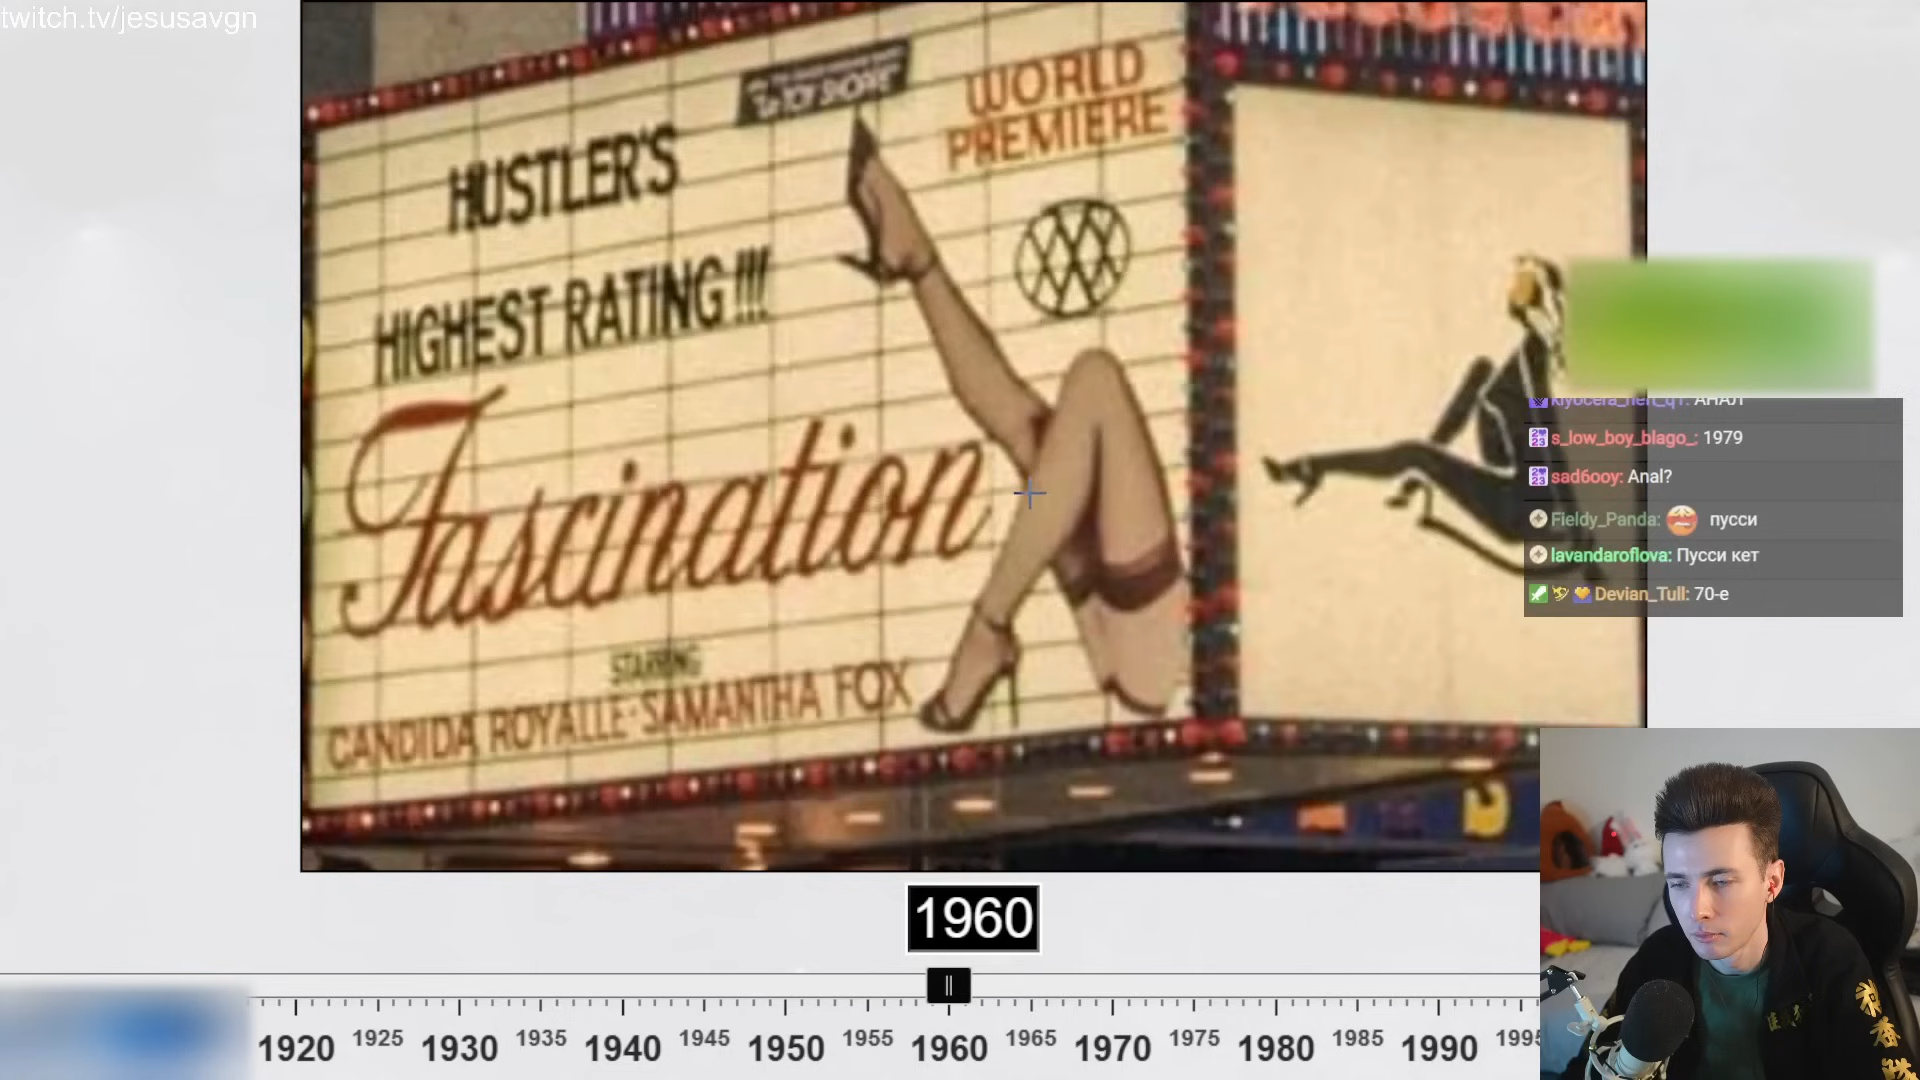 twitch.tv/jesusavgn
WORLD
PREMIERE
HUSTLER'S
HIGHEST RATING!!!
Fascination
STARRING
CANDIDA ROYALLE·SAMANTHA FOX
s_low_boy_blago_: 1979
sad6ooy: Anal?
Fieldy_Panda: пусси
lavandaroflova: Пусси кет
Devian_Tull: 70-е
1960
1920 1925 1930 1935 1940 1945 1950 1955 1960 1965 1970 1975 1980 1985 1990 1995